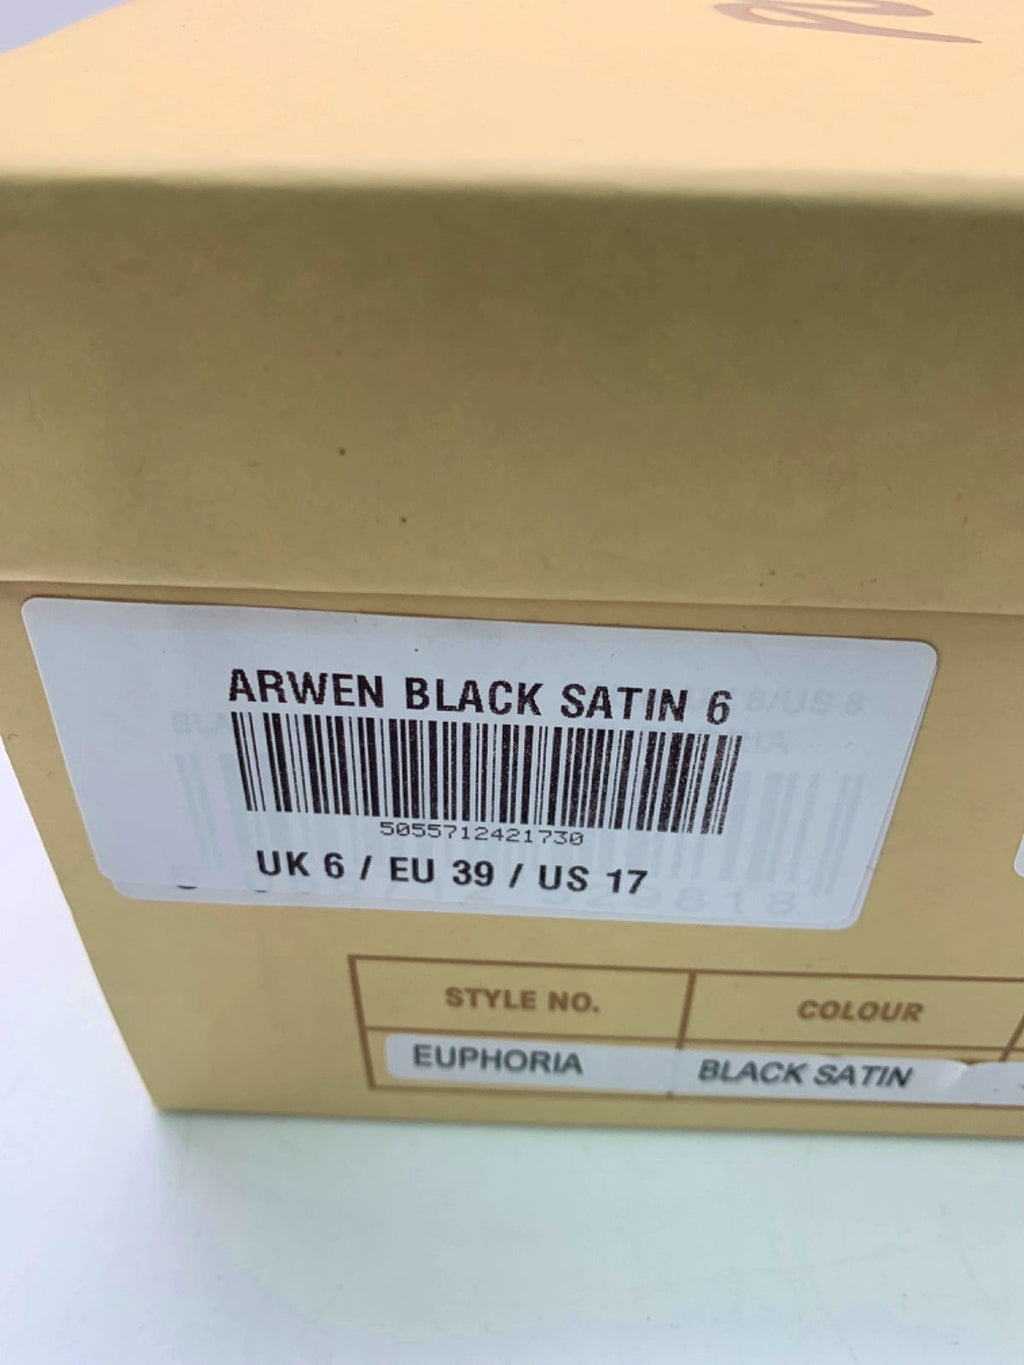 ARWEN BLACK SATIN 6
5055712421730
UK 6 / EU 39 / US 17
STYLE NO. COLOUR
EUPHORIA BLACK SATIN